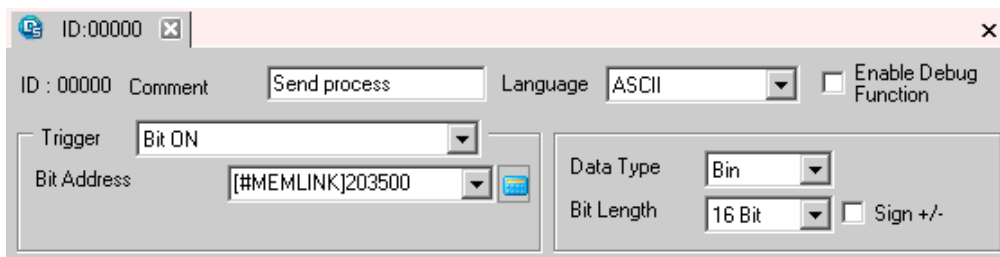 ID:00000
ID : 00000 Comment Send process Language ASCII Enable Debug
Function
Trigger Bit ON
Bit Address [#MEMLINK]203500
Data Type Bin
Bit Length 16 Bit Sign +/-